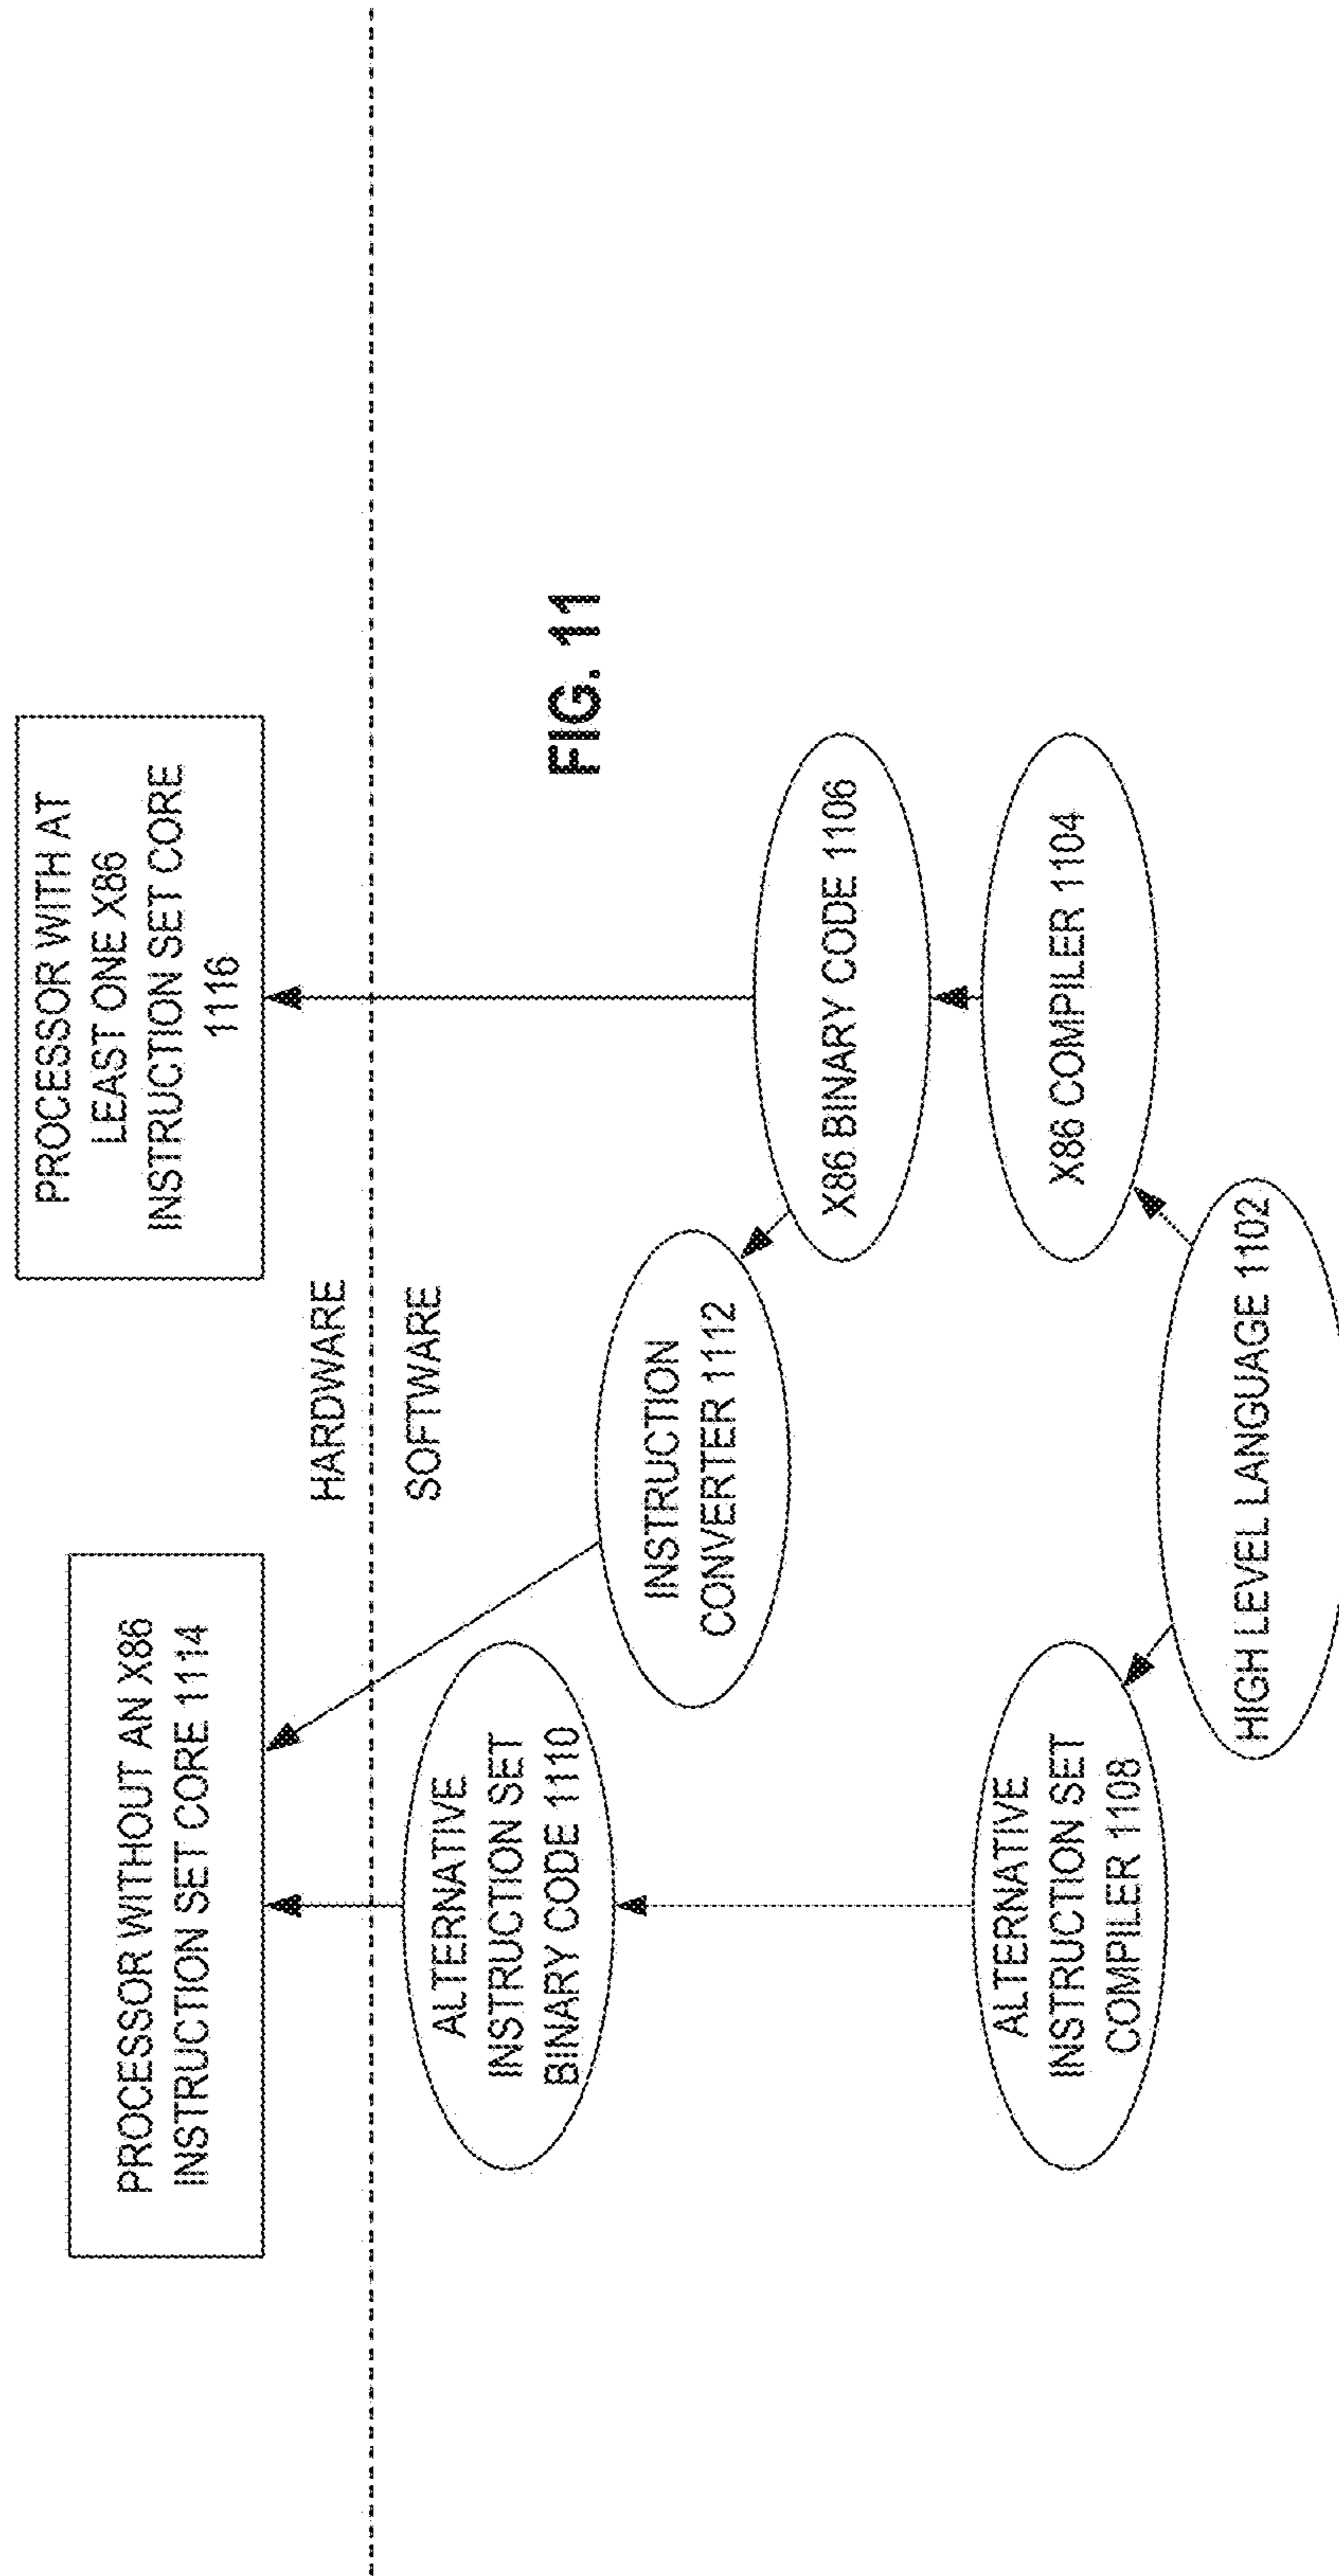 PROCESSOR WITHOUT AN X86
INSTRUCTION SET CORE 1114
PROCESSOR WITH AT
LEAST ONE X86
INSTRUCTION SET CORE
1116
HARDWARE
SOFTWARE
ALTERNATIVE
INSTRUCTION SET
BINARY CODE 1110
INSTRUCTION
CONVERTER 1112
FIG. 11
X86 BINARY CODE 1106
ALTERNATIVE
INSTRUCTION SET
COMPILER 1108
X86 COMPILER 1104
HIGH LEVEL LANGUAGE 1102